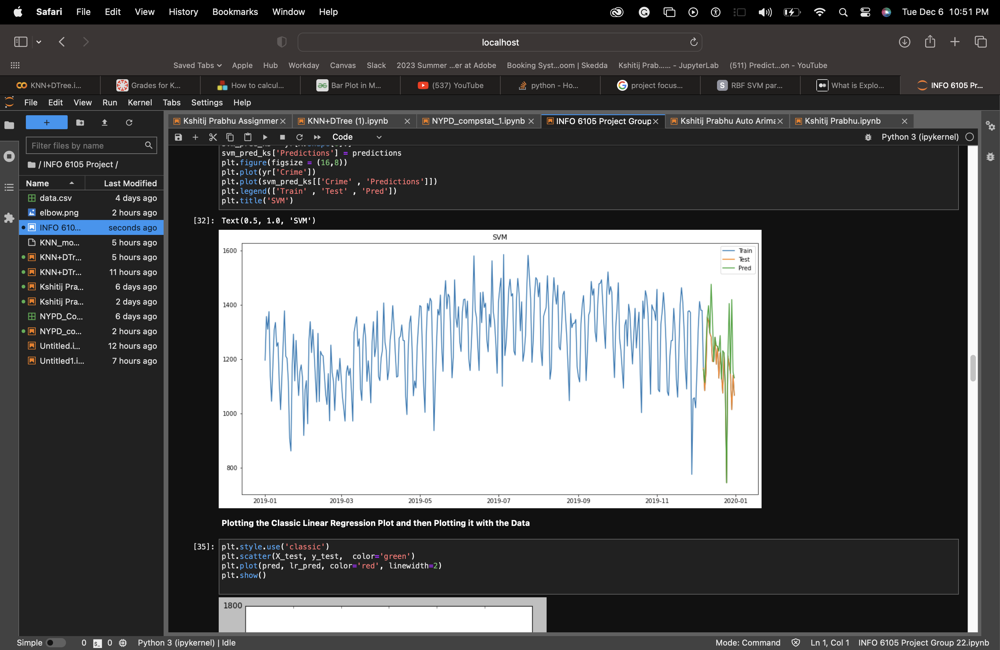 Safari File Edit View History Bookmarks Window Help Tue Dec 6 10:51 PM
localhost
Saved Tabs Apple Hub Workday Canvas Slack 2023 Summer ...er at Adobe Booking Syst...oom | Skedda Kshitij Prab...... - JupyterLab (511) Predict...on - YouTube
KNN+DTree.i... Grades for K... How to calcul... Bar Plot in M... (537) YouTube python - Ho... project focus... RBF SVM par... What is Explo... INFO 6105 Pr...
File Edit View Run Kernel Tabs Settings Help
Kshitij Prabhu Assignmer KNN+DTree (1).ipynb NYPD_compstat_1.ipynb INFO 6105 Project Group Kshitij Prabhu Auto Arima Kshitij Prabhu.ipynb
Code Python 3 (ipykernel)
Filter files by name
/ INFO 6105 Project /
Name Last Modified
data.csv 4 days ago
elbow.png 2 hours ago
INFO 610... seconds ago
KNN_mo... 5 hours ago
KNN+DTr... 5 hours ago
KNN+DTr... 11 hours ago
Kshitij Pra... 6 days ago
Kshitij Pra... 2 days ago
NYPD_Co... 6 days ago
NYPD_co... 2 hours ago
Untitled.i... 12 hours ago
Untitled1.i... 7 hours ago
svm_pred_ks['Predictions'] = predictions
plt.figure(figsize = (16,8))
plt.plot(yr['Crime'])
plt.plot(svm_pred_ks[['Crime' , 'Predictions']])
plt.legend(['Train' , 'Test' , 'Pred'])
plt.title('SVM')
[32]: Text(0.5, 1.0, 'SVM')
SVM
Train
Test
Pred
1600
1400
1200
1000
800
2019-01 2019-03 2019-05 2019-07 2019-09 2019-11 2020-01
Plotting the Classic Linear Regression Plot and then Plotting it with the Data
[35]: plt.style.use('classic')
plt.scatter(X_test, y_test, color='green')
plt.plot(pred, lr_pred, color='red', linewidth=2)
plt.show()
1800
Simple 0 $_ 0 Python 3 (ipykernel) | Idle Mode: Command Ln 1, Col 1 INFO 6105 Project Group 22.ipynb